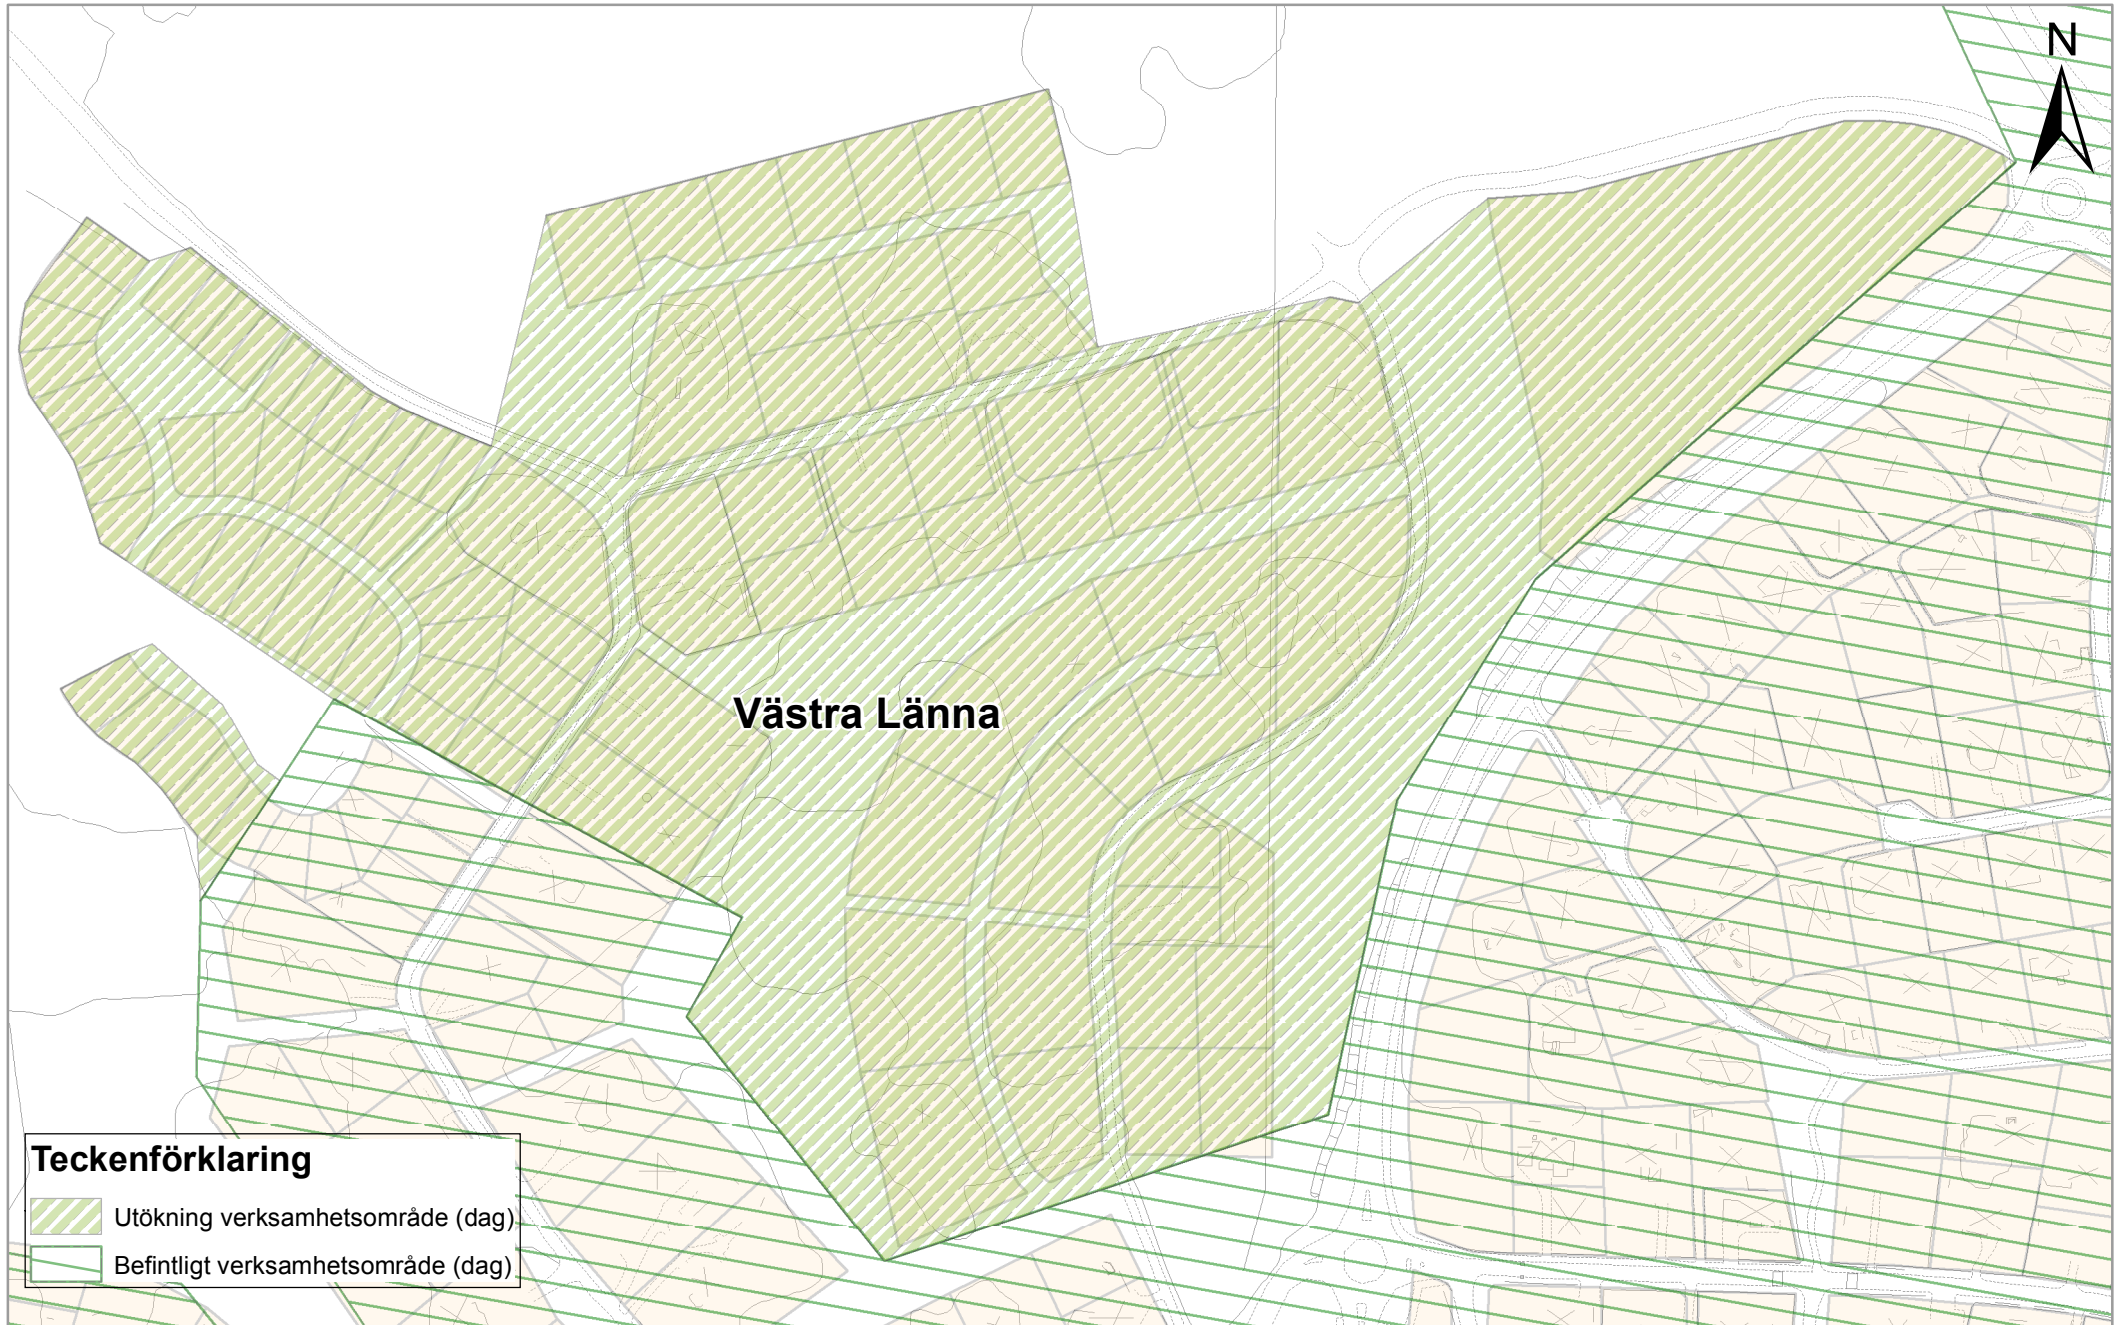 N
Västra Länna
Teckenförklaring
Utökning verksamhetsområde (dag)
Befintligt verksamhetsområde (dag)